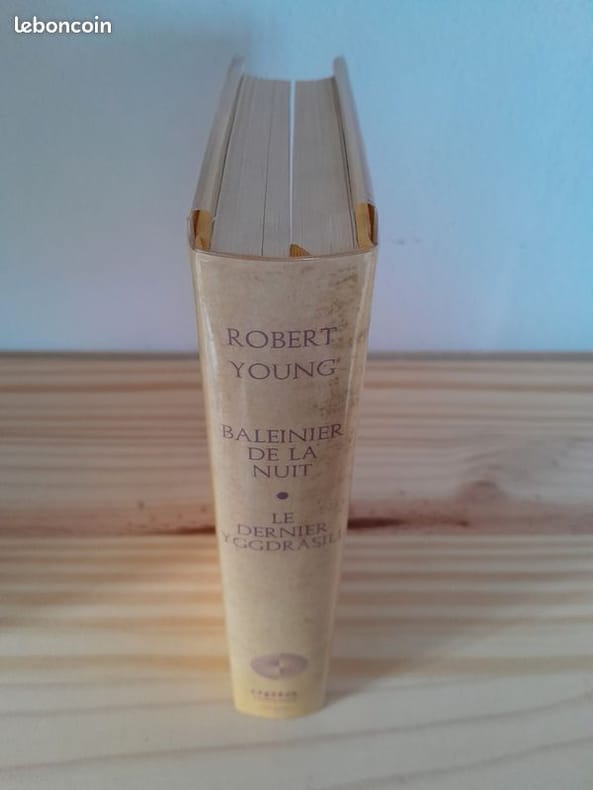 leboncoin
ROBERT
YOUNG
BALEINIER
DE LA
NUIT
•
LE
DERNIER
YGGDRASILL